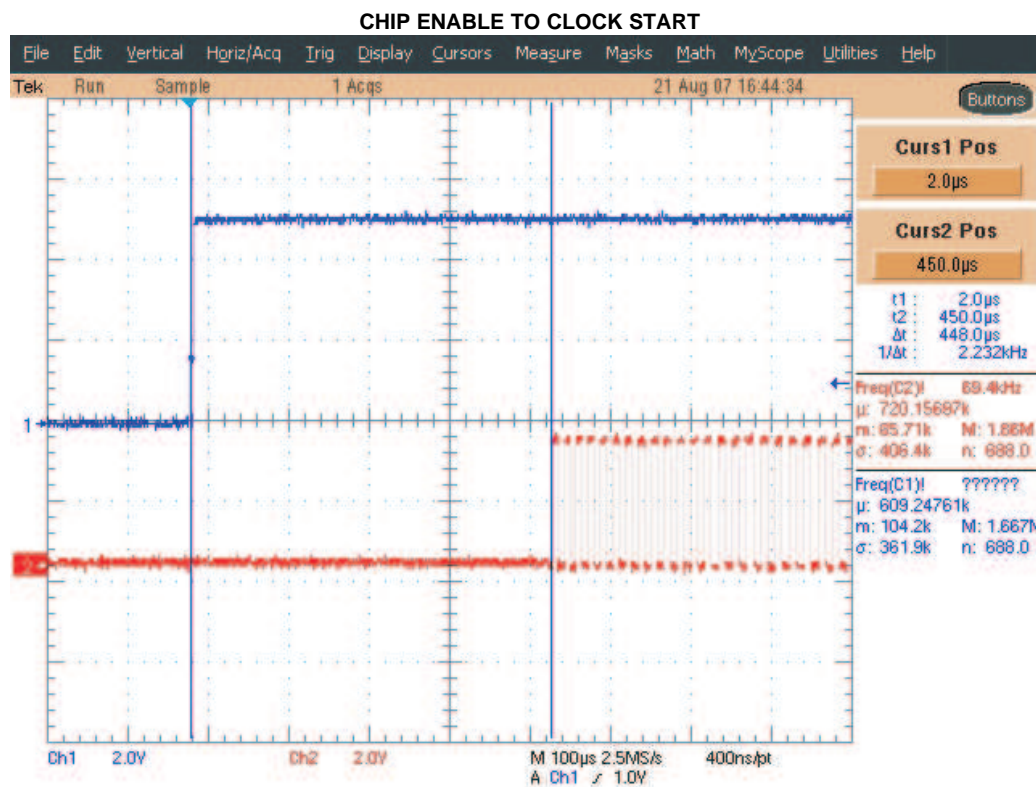 CHIP ENABLE TO CLOCK START
File Edit Vertical Horiz/Acq Trig Display Cursors Measure Masks Math MyScope Utilities Help
Tek Run Sample 1 Acqs 21 Aug 07 16:44:34
Buttons
Curs1 Pos
2.0µs
Curs2 Pos
450.0µs
t1 : 2.0µs
t2 : 450.0µs
Δt : 448.0µs
1/Δt : 2.232kHz
Freq(C2)! 69.4kHz
µ: 720.15697k
m: 65.71k M: 1.66M
σ: 406.4k n: 688.0
Freq(C1)! ??????
µ: 609.24761k
m: 104.2k M: 1.667M
σ: 361.9k n: 688.0
1
Ch1 2.0V Ch2 2.0V M 100µs 2.5MS/s 400ns/pt
A Ch1 ∕ 1.0V